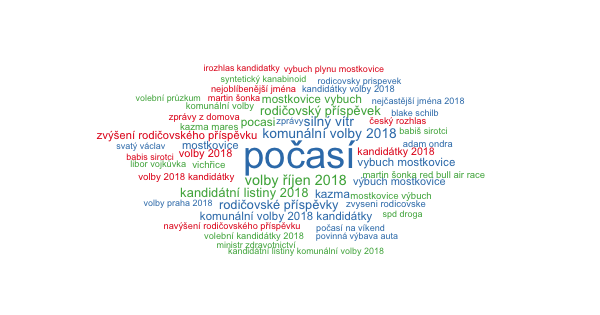 irozhlas kandidatky
vybuch plynu mostkovice
syntetický kanabinoid
rodicovsky prispevek
nejoblíbenější jména
kandidátky volby 2018
volební průzkum
martin šonka
mostkovice vybuch
nejčastější jména 2018
komunální volby
rodičovský příspěvek
blake schilb
zprávy z domova
pocasi
zprávy
silný vítr
český rozhlas
kazma mares
zvýšení rodičovského příspěvku
komunální volby 2018
babiš sirotci
svatý václav
mostkovice
adam ondra
babis sirotci
volby 2018
počasí
kandidátky 2018
libor vojkůvka
vichřice
vybuch mostkovice
volby 2018 kandidátky
volby říjen 2018
martin šonka red bull air race
výbuch mostkovice
kandidátní listiny 2018
kazma
mostkovice výbuch
volby praha 2018
rodičovské příspěvky
zvyseni rodicovske
komunální volby 2018 kandidátky
spd droga
navýšení rodičovského příspěvku
počasí na víkend
volební kandidátky 2018
povinná výbava auta
ministr zdravotnictví
kandidátní listiny komunální volby 2018